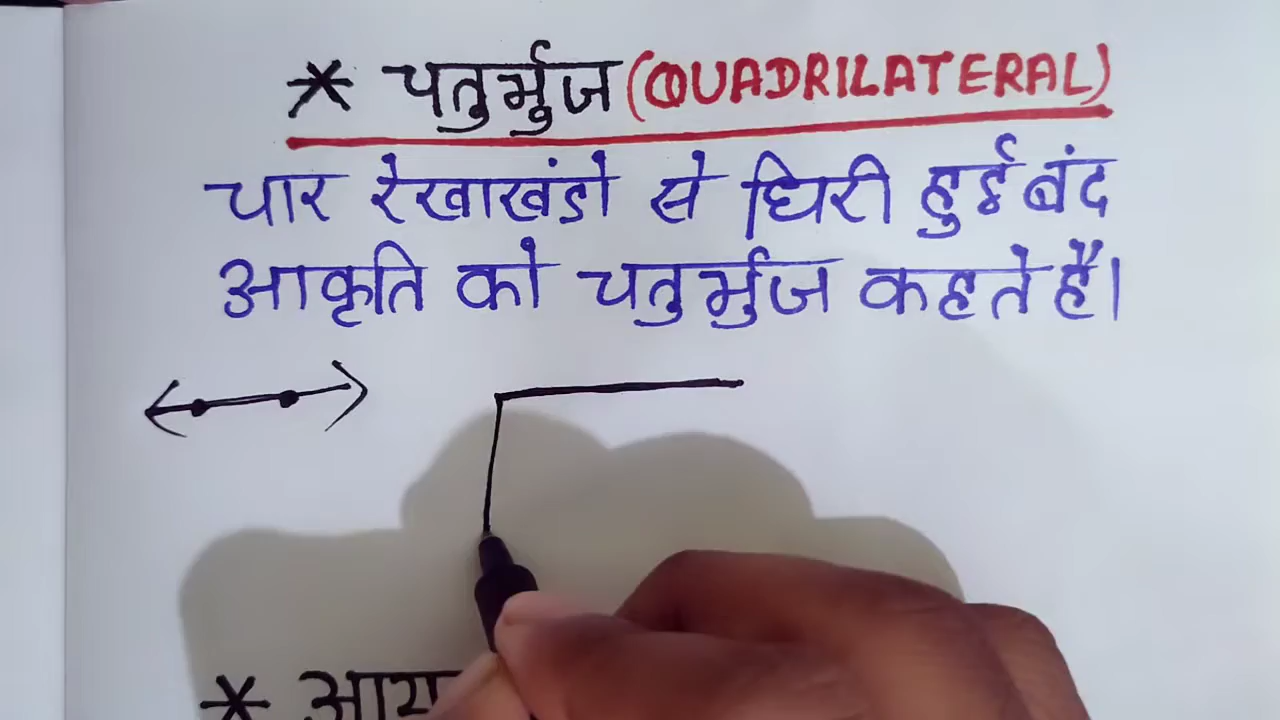 * चतुर्भुज (QUADRILATERAL)
चार रेखाखंडो से घिरी हुई बंद
आकृति को चतुर्भुज कहते है।
*